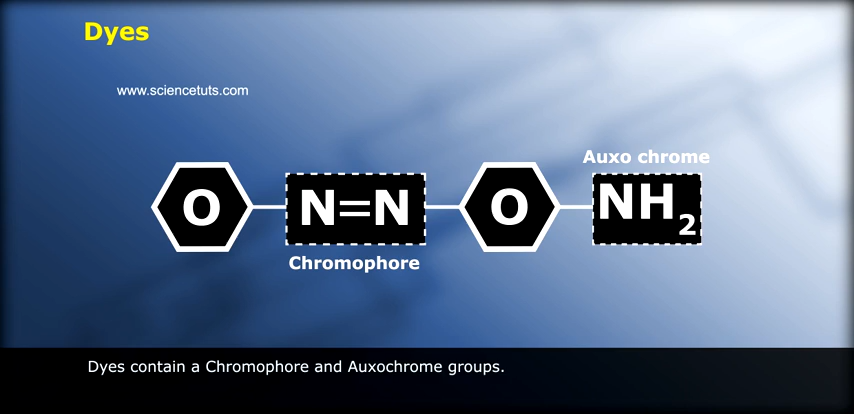 Dyes
www.sciencetuts.com
Auxo chrome
O N=N O NH2
Chromophore
Dyes contain a Chromophore and Auxochrome groups.